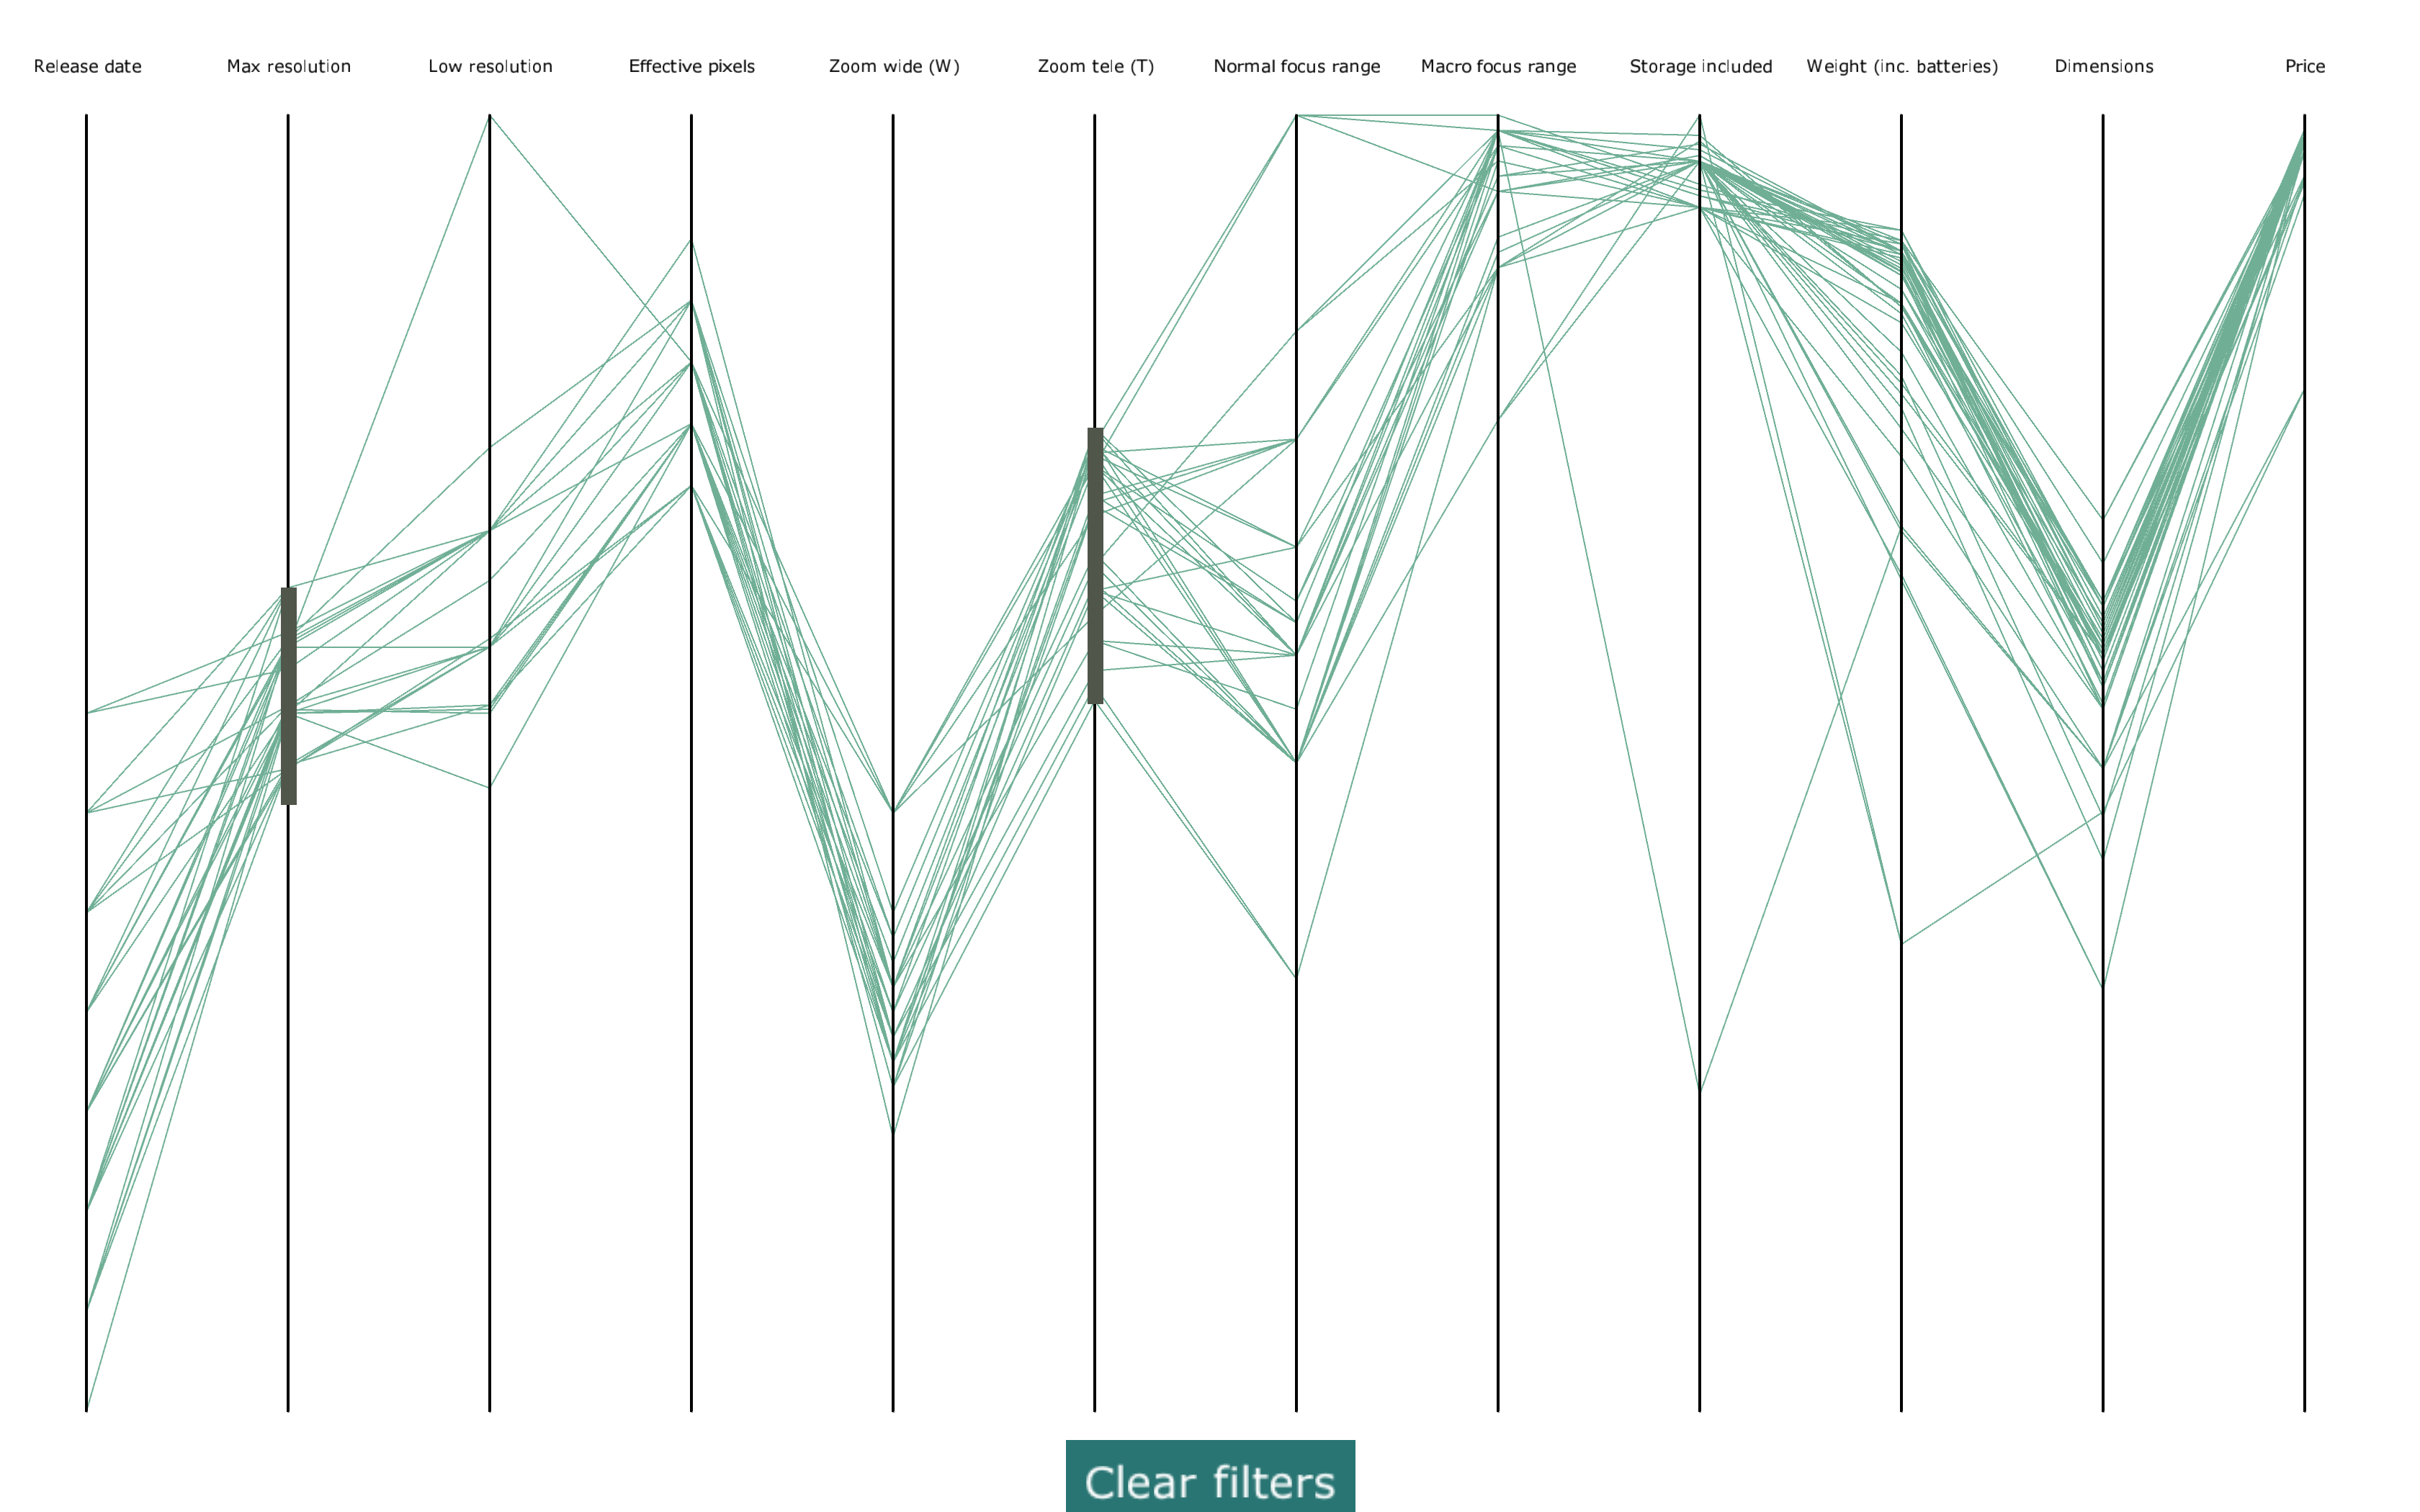 Release date Max resolution Low resolution Effective pixels Zoom wide (W) Zoom tele (T) Normal focus range Macro focus range Storage included Weight (inc. batteries) Dimensions Price
Clear filters